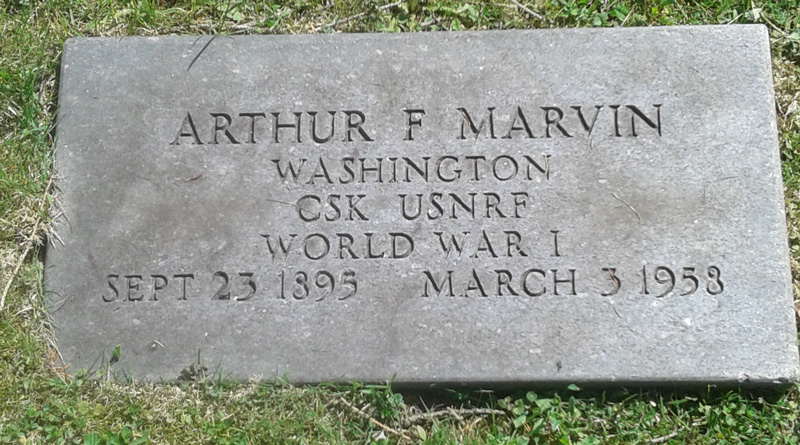 ARTHUR F MARVIN
WASHINGTON
CSK USNRF
WORLD WAR I
SEPT 23 1895 MARCH 3 1958